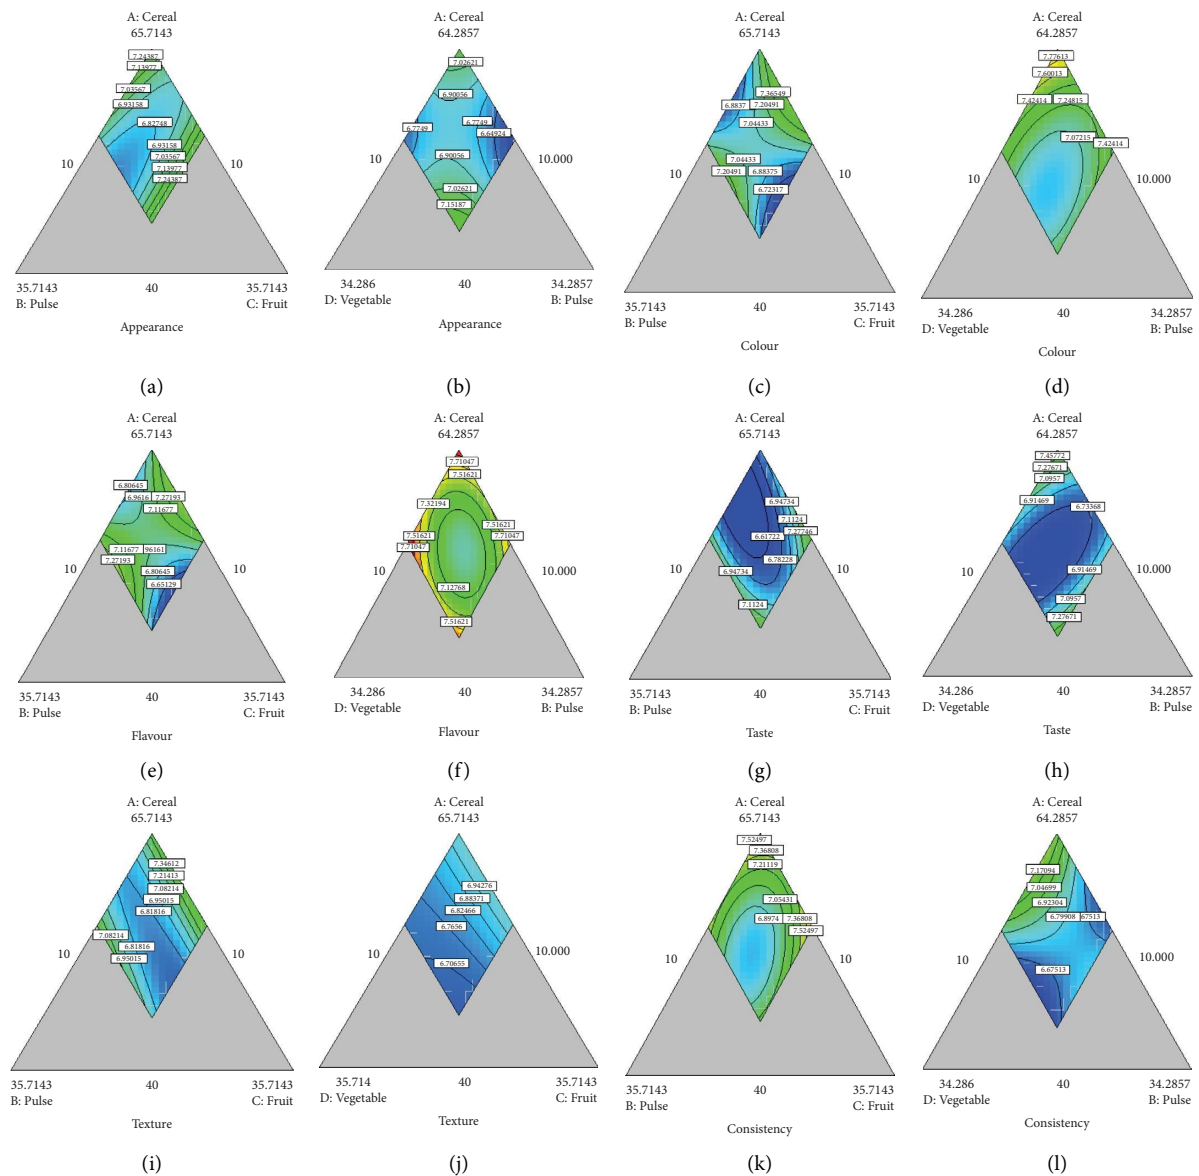 A: Cereal
65.7143
7.24387
7.13977
7.03567
6.93158
6.82748
6.93158
7.03567
7.13977
7.24387
10
10
35.7143
40
35.7143
B: Pulse
C: Fruit
Appearance
(a)
A: Cereal
64.2857
7.02621
6.90056
6.7749
6.7749
6.64924
6.90056
10.000
7.02621
7.15187
34.286
40
34.2857
D: Vegetable
B: Pulse
Appearance
(b)
A: Cereal
65.7143
7.36549
6.8837
7.20491
7.04433
7.04433
7.20491
6.88375
10
10
6.72317
35.7143
40
35.7143
B: Pulse
C: Fruit
Colour
(c)
A: Cereal
64.2857
7.77613
7.60013
7.42414
7.24815
7.07215
7.42414
10
10.000
34.286
40
34.2857
D: Vegetable
B: Pulse
Colour
(d)
A: Cereal
65.7143
6.80645
6.9616
7.27193
7.11677
7.11677
96161
7.27193
6.80645
10
10
6.65129
35.7143
40
35.7143
B: Pulse
C: Fruit
Flavour
(e)
A: Cereal
64.2857
7.71047
7.51621
7.32194
7.51621
7.51621
7.71047
7.71047
10
10.000
7.12768
7.51621
34.286
40
34.2857
D: Vegetable
B: Pulse
Flavour
(f)
A: Cereal
65.7143
6.94734
7.1124
7.27746
6.61722
6.78228
6.94734
10
10
7.1124
35.7143
40
35.7143
B: Pulse
C: Fruit
Taste
(g)
A: Cereal
64.2857
7.45772
7.27671
7.0957
6.91469
6.73368
6.91469
10
10.000
7.0957
7.27671
34.286
40
34.2857
D: Vegetable
B: Pulse
Taste
(h)
A: Cereal
65.7143
7.34612
7.21413
7.08214
6.95015
6.81816
7.08214
6.81816
6.95015
10
10
35.7143
40
35.7143
B: Pulse
C: Fruit
Texture
(i)
A: Cereal
65.7143
6.94276
6.88371
6.82466
6.7656
6.70655
10
10.000
35.714
40
35.7143
D: Vegetable
C: Fruit
Texture
(j)
A: Cereal
65.7143
7.52497
7.36808
7.21119
7.05431
6.8974
7.36808
7.52497
10
10
35.7143
40
35.7143
B: Pulse
C: Fruit
Consistency
(k)
A: Cereal
64.2857
7.17094
7.04699
6.92304
6.79908
67513
6.67513
10
10.000
34.286
40
34.2857
D: Vegetable
B: Pulse
Consistency
(l)